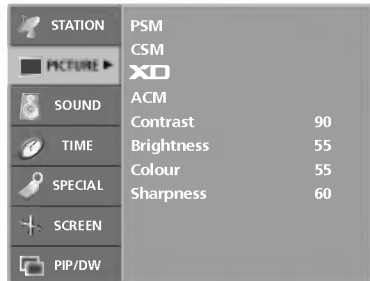 STATION
PICTURE ►
SOUND
TIME
SPECIAL
SCREEN
PIP/DW
PSM
CSM
XD
ACM
Contrast 90
Brightness 55
Colour 55
Sharpness 60